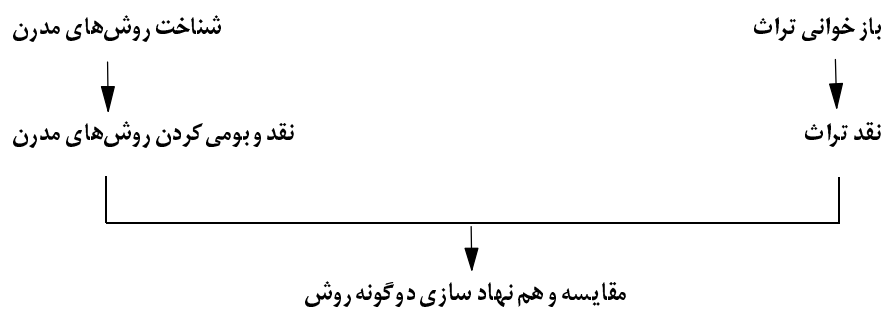 باز خوانی تراث
شناخت روش‌های مدرن
نقد تراث
نقد و بومی کردن روش‌های مدرن
مقایسه و هم نهاد سازی دوگونه روش